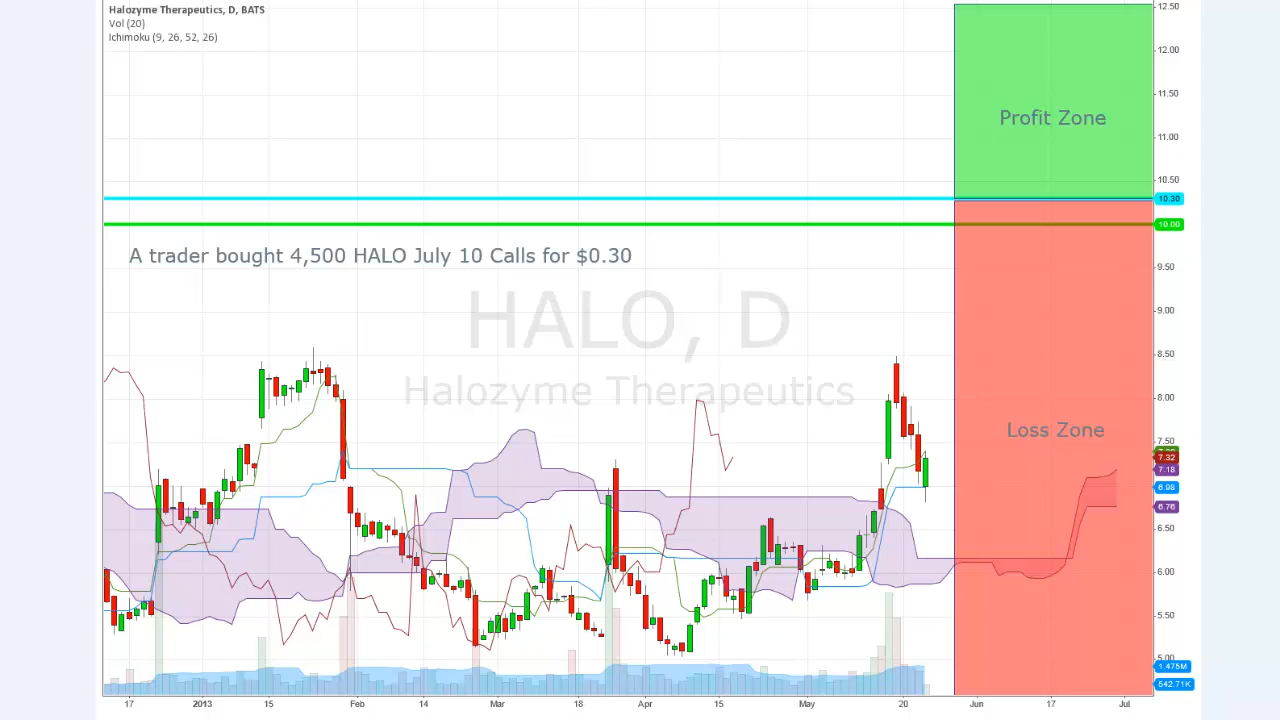 Halozyme Therapeutics, D, BATS
Vol (20)
Ichimoku (9, 26, 52, 26)
12.50
12.00
11.50
Profit Zone
11.00
10.50
10.30
10.00
A trader bought 4,500 HALO July 10 Calls for $0.30
9.50
HALO, D
9.00
8.50
Halozyme Therapeutics
8.00
Loss Zone
7.50
7.32
7.18
6.98
6.76
6.50
6.00
5.50
5.00
1.475M
542.71K
17 2013 15 Feb 14 Mar 18 Apr 15 May 20 Jun 17 Jul